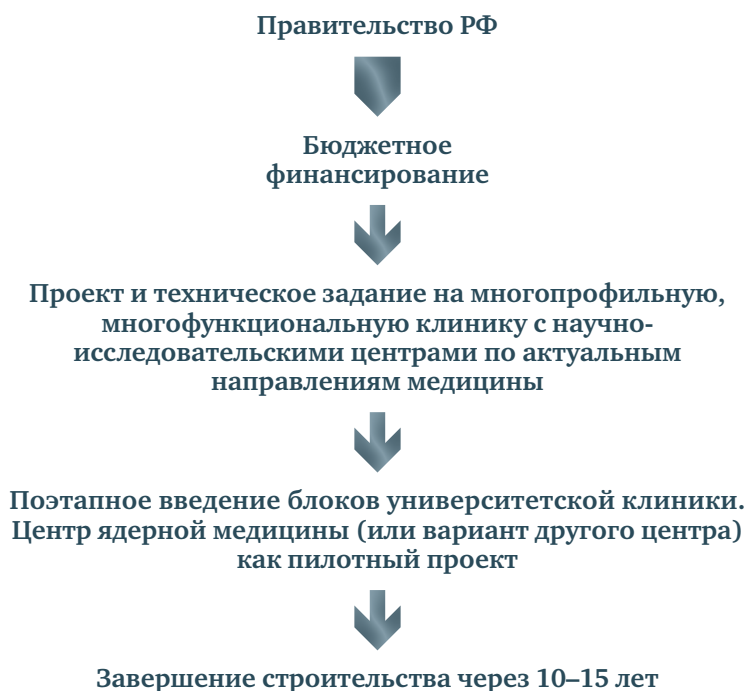 Правительство РФ
Бюджетное
финансирование
Проект и техническое задание на многопрофильную,
многофункциональную клинику с научно-
исследовательскими центрами по актуальным
направлениям медицины
Поэтапное введение блоков университетской клиники.
Центр ядерной медицины (или вариант другого центра)
как пилотный проект
Завершение строительства через 10–15 лет